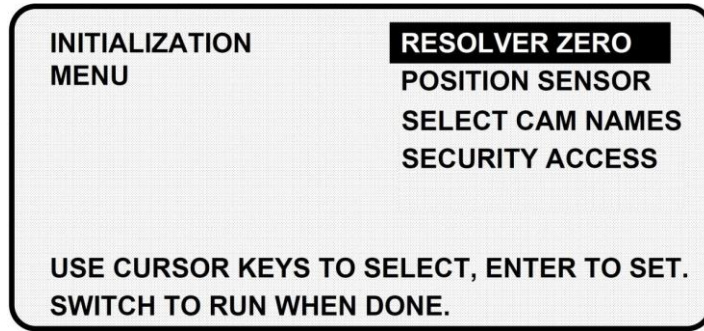 INITIALIZATION
MENU
RESOLVER ZERO
POSITION SENSOR
SELECT CAM NAMES
SECURITY ACCESS
USE CURSOR KEYS TO SELECT, ENTER TO SET.
SWITCH TO RUN WHEN DONE.